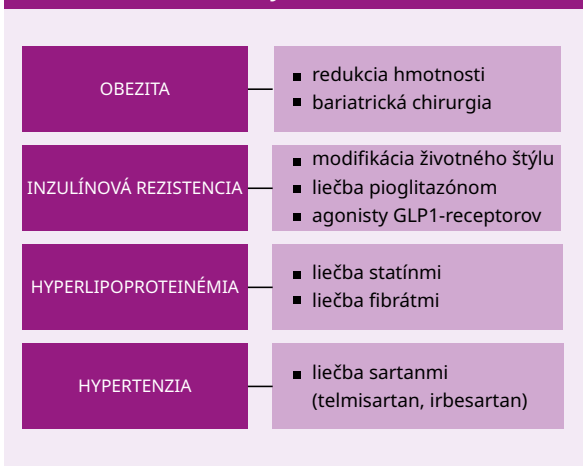 OBEZITA
■ redukcia hmotnosti
■ bariatrická chirurgia
INZULÍNOVÁ REZISTENCIA
■ modifikácia životného štýlu
■ liečba pioglitazónom
■ agonisty GLP1-receptorov
HYPERLIPOPROTEINÉMIA
■ liečba statínmi
■ liečba fibrátmi
HYPERTENZIA
■ liečba sartanmi
(telmisartan, irbesartan)